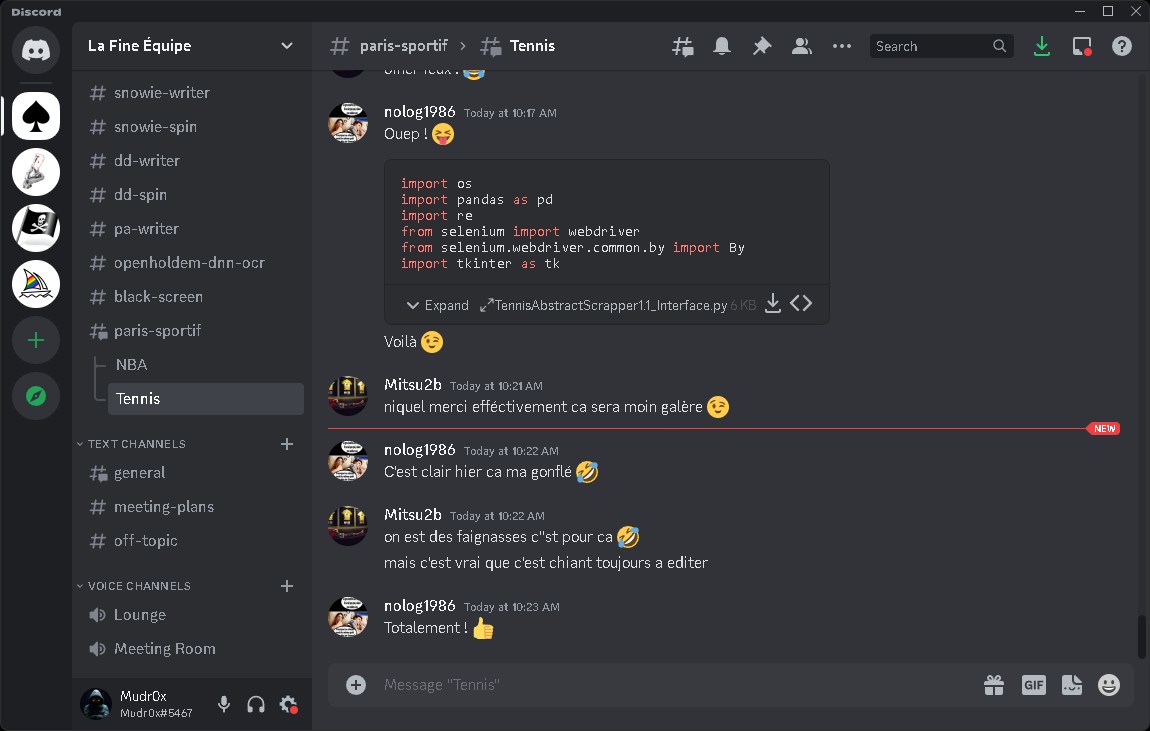 Discord
La Fine Équipe
snowie-writer
snowie-spin
dd-writer
dd-spin
pa-writer
openholdem-dnn-ocr
black-screen
paris-sportif
NBA
Tennis
TEXT CHANNELS
general
meeting-plans
off-topic
VOICE CHANNELS
Lounge
Meeting Room
Mudr0x
Mudr0x#5467
paris-sportif > Tennis
Search
nolog1986 Today at 10:17 AM
Ouep !
import os
import pandas as pd
import re
from selenium import webdriver
from selenium.webdriver.common.by import By
import tkinter as tk
Expand TennisAbstractScrapper1.1_Interface.py 6 KB
Voilà
Mitsu2b Today at 10:21 AM
niquel merci efféctivement ca sera moin galère
NEW
nolog1986 Today at 10:22 AM
C'est clair hier ca ma gonflé
Mitsu2b Today at 10:22 AM
on est des faignasses c"st pour ca
mais c'est vrai que c'est chiant toujours a editer
nolog1986 Today at 10:23 AM
Totalement !
Message "Tennis"
GIF